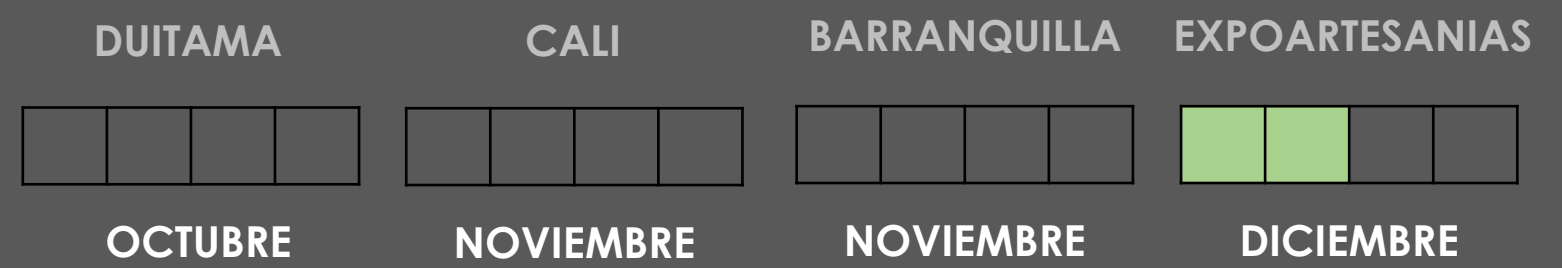 DUITAMA
CALI
BARRANQUILLA
EXPOARTESANIAS
OCTUBRE
NOVIEMBRE
NOVIEMBRE
DICIEMBRE